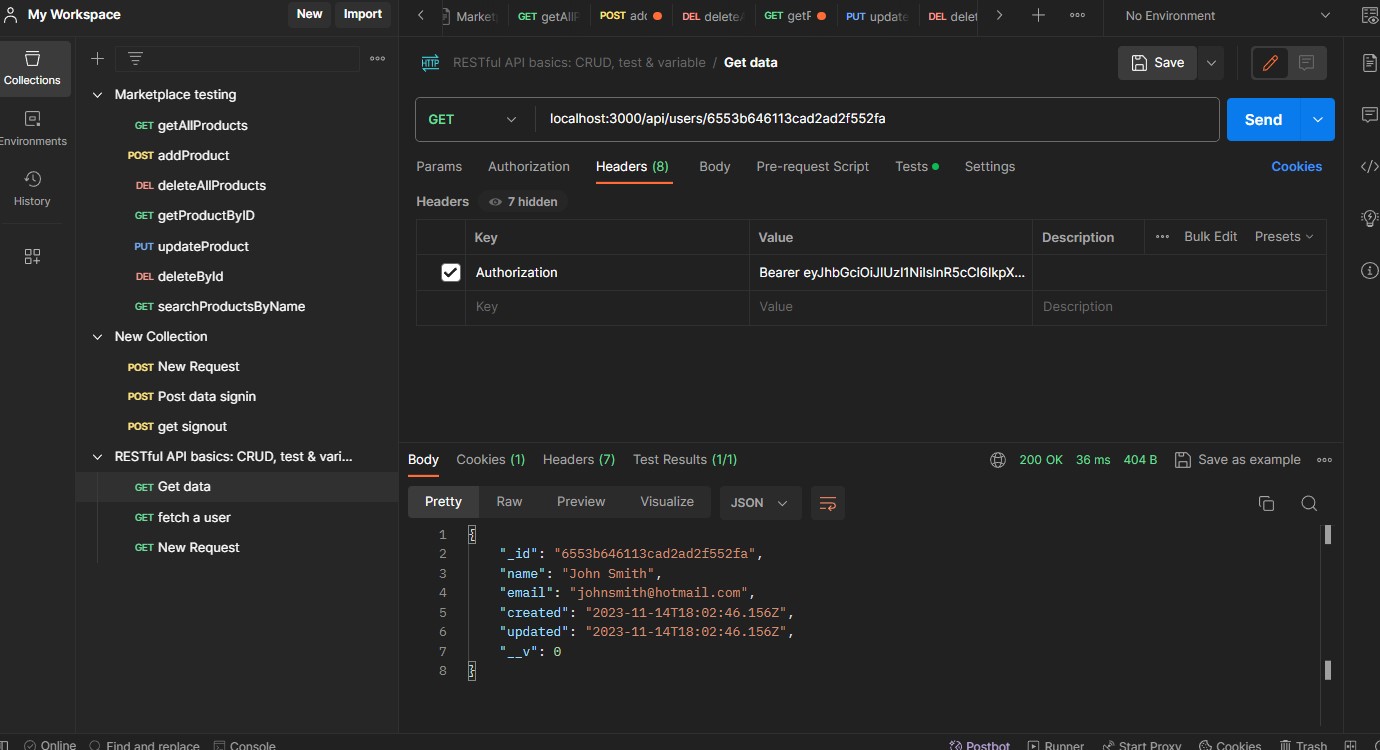 My Workspace
New
Import
GET getAllP
POST add
DEL delete
GET getP
PUT update
DEL delet
No Environment
Collections
Environments
History
Marketplace testing
GET getAllProducts
POST addProduct
DEL deleteAllProducts
GET getProductByID
PUT updateProduct
DEL deleteById
GET searchProductsByName
New Collection
POST New Request
POST Post data signin
POST get signout
RESTful API basics: CRUD, test & vari...
GET Get data
GET fetch a user
GET New Request
HTTP RESTful API basics: CRUD, test & variable / Get data
Save
GET
localhost:3000/api/users/6553b646113cad2ad2f552fa
Send
Params Authorization Headers (8) Body Pre-request Script Tests Settings Cookies
Headers 7 hidden
Key Value Description Bulk Edit Presets
Authorization Bearer eyJhbGciOiJIUzI1NiIsInR5cCI6IkpX...
Key Value Description
Body Cookies (1) Headers (7) Test Results (1/1) 200 OK 36 ms 404 B Save as example
Pretty Raw Preview Visualize JSON
1 {
2 "_id": "6553b646113cad2ad2f552fa",
3 "name": "John Smith",
4 "email": "johnsmith@hotmail.com",
5 "created": "2023-11-14T18:02:46.156Z",
6 "updated": "2023-11-14T18:02:46.156Z",
7 "__v": 0
8 }
Online Find and replace Console Postbot Runner Start Proxy Cookies Trash